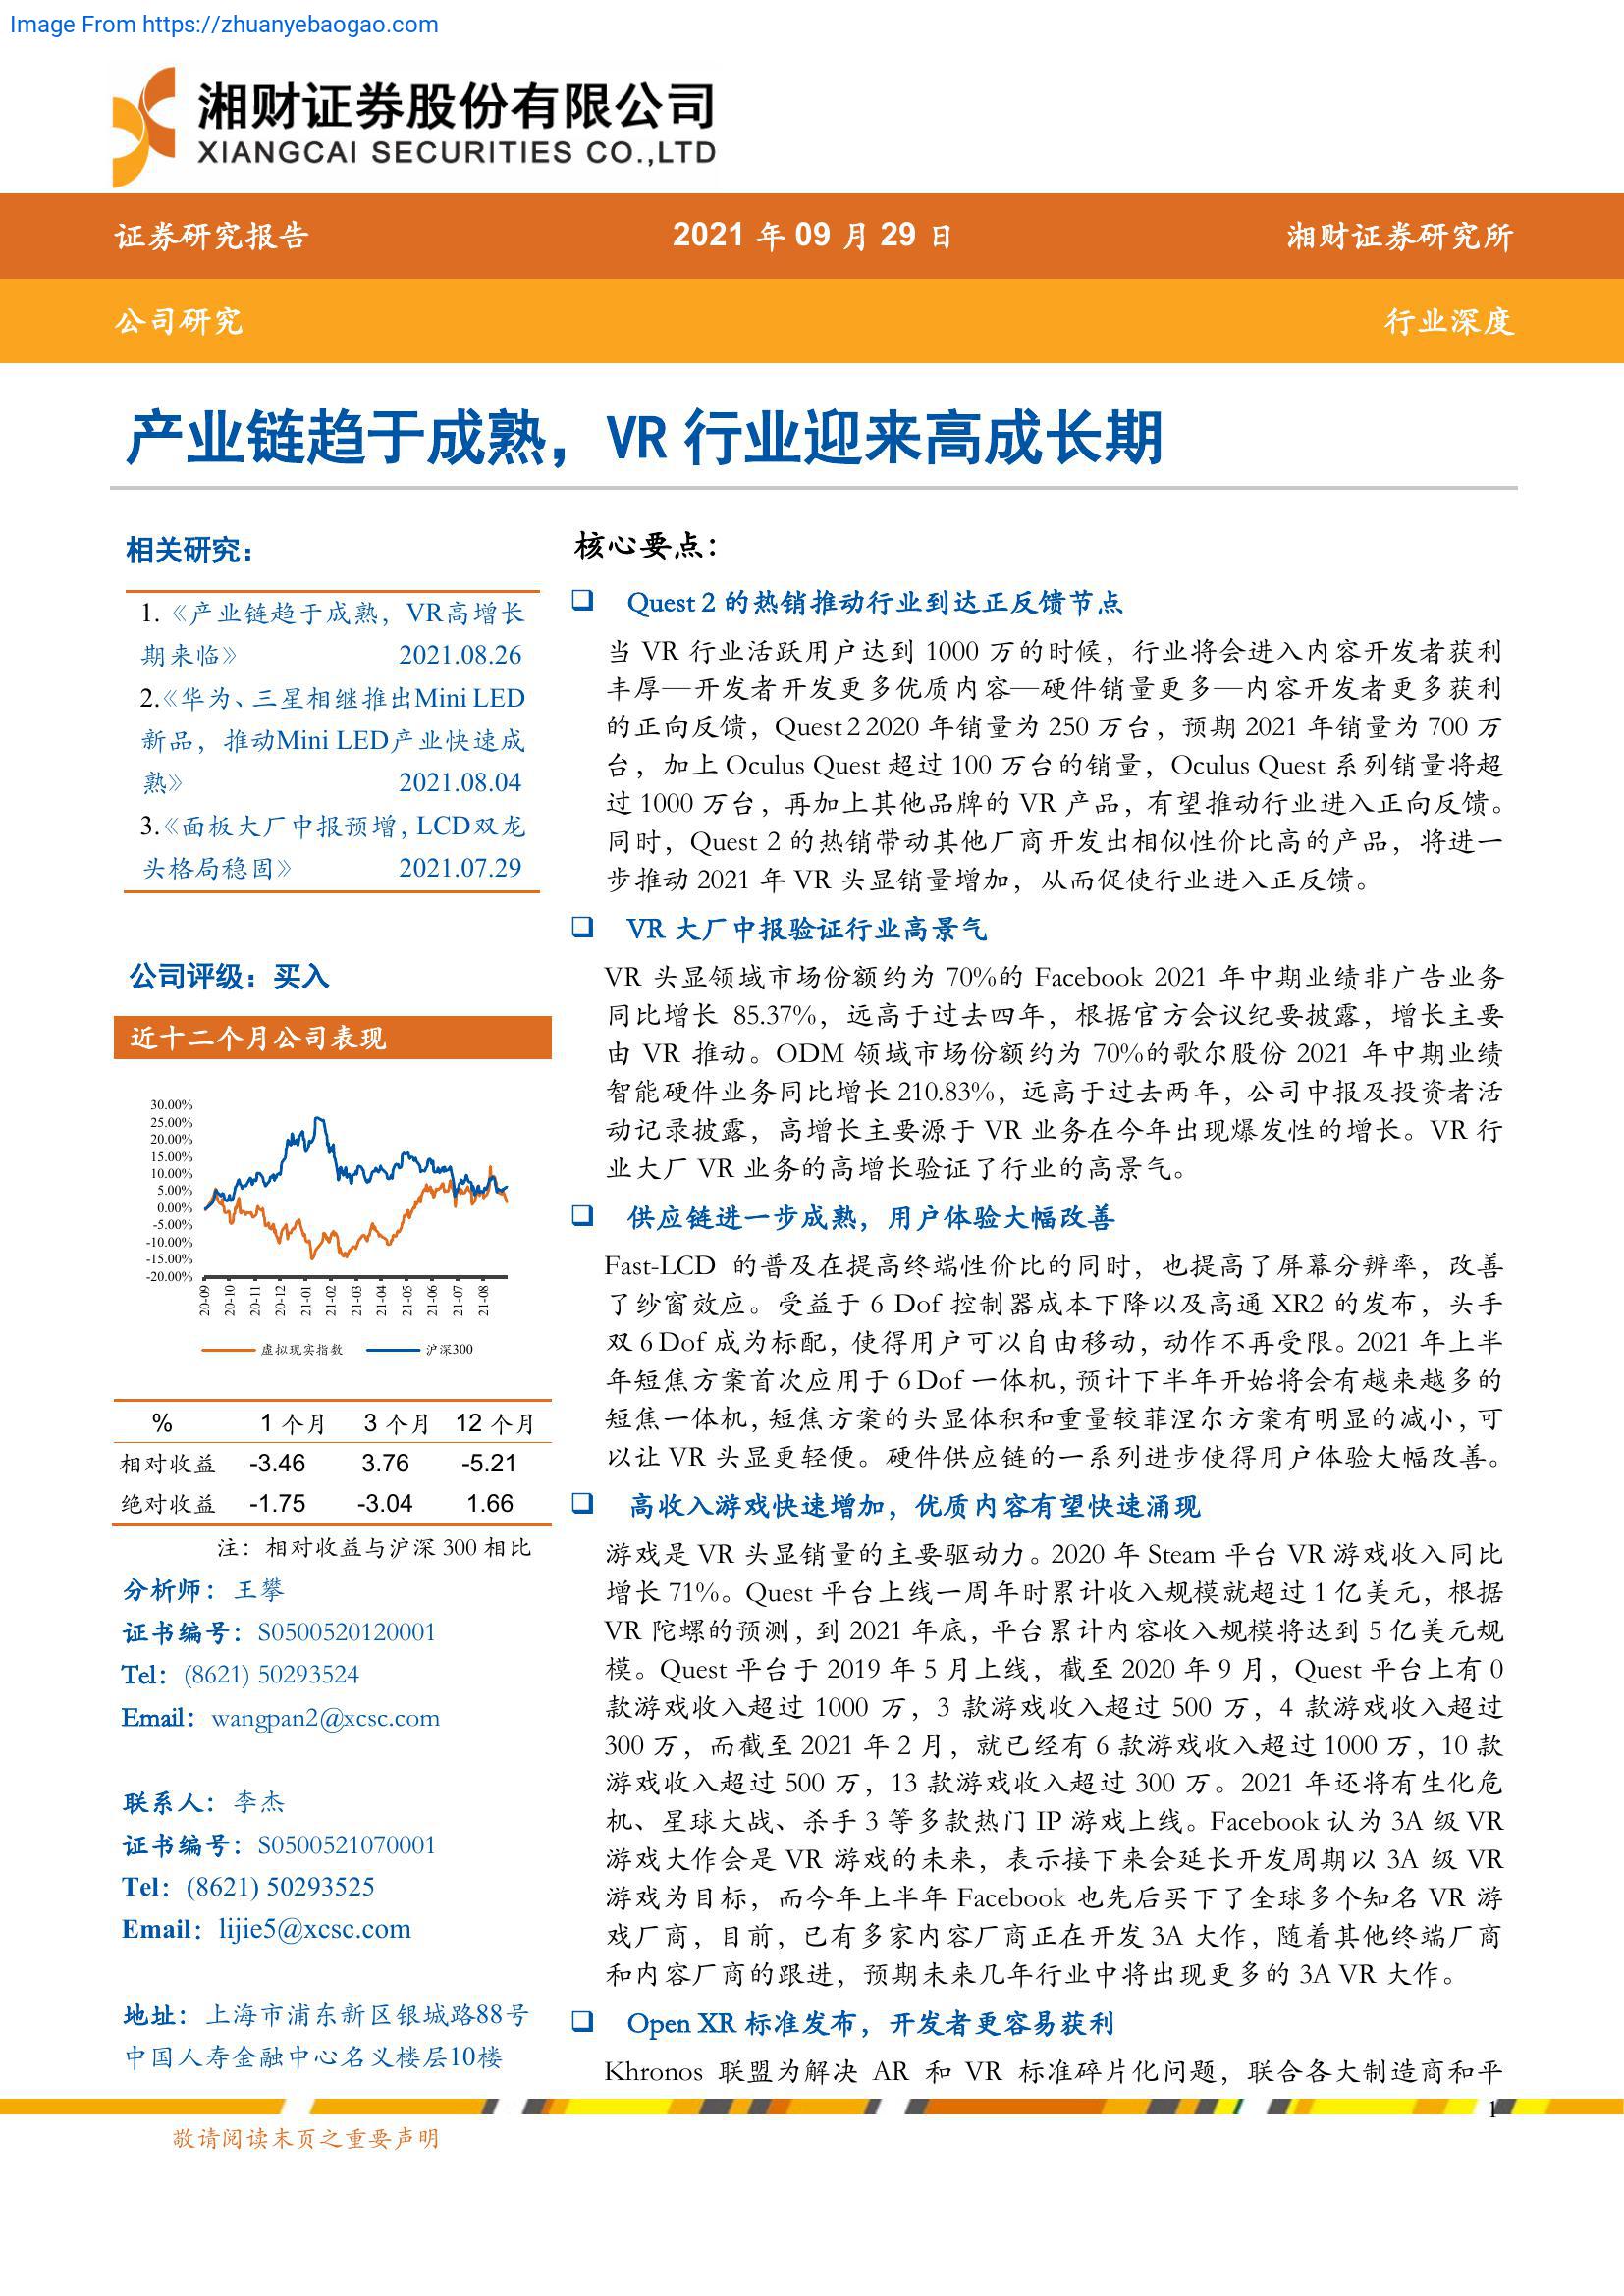 Image From https://zhuanyebaogao.com
湘财证券股份有限公司
XIANGCAI SECURITIES CO.,LTD
证券研究报告 2021 年 09 月 29 日 湘财证券研究所
公司研究 行业深度
产业链趋于成熟，VR 行业迎来高成长期
相关研究：
1.《产业链趋于成熟，VR高增长
期来临》 2021.08.26
2.《华为、三星相继推出Mini LED
新品，推动Mini LED产业快速成
熟》 2021.08.04
3.《面板大厂中报预增，LCD双龙
头格局稳固》 2021.07.29
公司评级：买入
近十二个月公司表现
30.00%
25.00%
20.00%
15.00%
10.00%
5.00%
0.00%
-5.00%
-10.00%
-15.00%
-20.00%
20-09 20-10 20-11 20-12 21-01 21-02 21-03 21-04 21-05 21-06 21-07 21-08
虚拟现实指数 沪深300
% 1 个月 3 个月 12 个月
相对收益 -3.46 3.76 -5.21
绝对收益 -1.75 -3.04 1.66
注：相对收益与沪深 300 相比
分析师：王攀
证书编号：S0500520120001
Tel：(8621) 50293524
Email：wangpan2@xcsc.com
联系人：李杰
证书编号：S0500521070001
Tel：(8621) 50293525
Email：lijie5@xcsc.com
地址：上海市浦东新区银城路88号
中国人寿金融中心名义楼层10楼
核心要点：
❑ Quest 2 的热销推动行业到达正反馈节点
当 VR 行业活跃用户达到 1000 万的时候，行业将会进入内容开发者获利
丰厚—开发者开发更多优质内容—硬件销量更多—内容开发者更多获利
的正向反馈，Quest 2 2020 年销量为 250 万台，预期 2021 年销量为 700 万
台，加上 Oculus Quest 超过 100 万台的销量，Oculus Quest 系列销量将超
过 1000 万台，再加上其他品牌的 VR 产品，有望推动行业进入正向反馈。
同时，Quest 2 的热销带动其他厂商开发出相似性价比高的产品，将进一
步推动 2021 年 VR 头显销量增加，从而促使行业进入正反馈。
❑ VR 大厂中报验证行业高景气
VR 头显领域市场份额约为 70%的 Facebook 2021 年中期业绩非广告业务
同比增长 85.37%，远高于过去四年，根据官方会议纪要披露，增长主要
由 VR 推动。ODM 领域市场份额约为 70%的歌尔股份 2021 年中期业绩
智能硬件业务同比增长 210.83%，远高于过去两年，公司中报及投资者活
动记录披露，高增长主要源于 VR 业务在今年出现爆发性的增长。VR 行
业大厂 VR 业务的高增长验证了行业的高景气。
❑ 供应链进一步成熟，用户体验大幅改善
Fast-LCD 的普及在提高终端性价比的同时，也提高了屏幕分辨率，改善
了纱窗效应。受益于 6 Dof 控制器成本下降以及高通 XR2 的发布，头手
双 6 Dof 成为标配，使得用户可以自由移动，动作不再受限。2021 年上半
年短焦方案首次应用于 6 Dof 一体机，预计下半年开始将会有越来越多的
短焦一体机，短焦方案的头显体积和重量较菲涅尔方案有明显的减小，可
以让 VR 头显更轻便。硬件供应链的一系列进步使得用户体验大幅改善。
❑ 高收入游戏快速增加，优质内容有望快速涌现
游戏是 VR 头显销量的主要驱动力。2020 年 Steam 平台 VR 游戏收入同比
增长 71%。Quest 平台上线一周年时累计收入规模就超过 1 亿美元，根据
VR 陀螺的预测，到 2021 年底，平台累计内容收入规模将达到 5 亿美元规
模。Quest 平台于 2019 年 5 月上线，截至 2020 年 9 月，Quest 平台上有 0
款游戏收入超过 1000 万，3 款游戏收入超过 500 万，4 款游戏收入超过
300 万，而截至 2021 年 2 月，就已经有 6 款游戏收入超过 1000 万，10 款
游戏收入超过 500 万，13 款游戏收入超过 300 万。2021 年还将有生化危
机、星球大战、杀手 3 等多款热门 IP 游戏上线。Facebook 认为 3A 级 VR
游戏大作会是 VR 游戏的未来，表示接下来会延长开发周期以 3A 级 VR
游戏为目标，而今年上半年 Facebook 也先后买下了全球多个知名 VR 游
戏厂商，目前，已有多家内容厂商正在开发 3A 大作，随着其他终端厂商
和内容厂商的跟进，预期未来几年行业中将出现更多的 3A VR 大作。
❑ Open XR 标准发布，开发者更容易获利
Khronos 联盟为解决 AR 和 VR 标准碎片化问题，联合各大制造商和平
1
敬请阅读末页之重要声明